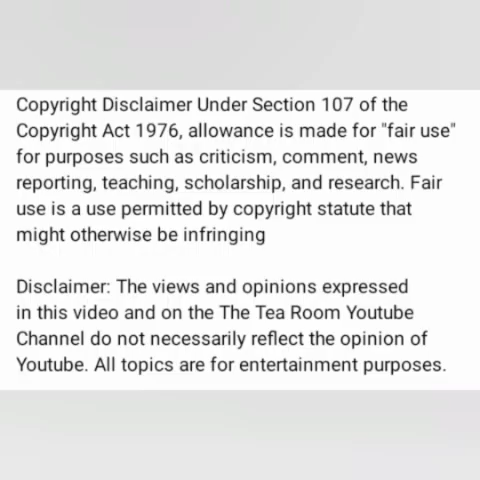 Copyright Disclaimer Under Section 107 of the
Copyright Act 1976, allowance is made for "fair use"
for purposes such as criticism, comment, news
reporting, teaching, scholarship, and research. Fair
use is a use permitted by copyright statute that
might otherwise be infringing
Disclaimer: The views and opinions expressed
in this video and on the The Tea Room Youtube
Channel do not necessarily reflect the opinion of
Youtube. All topics are for entertainment purposes.